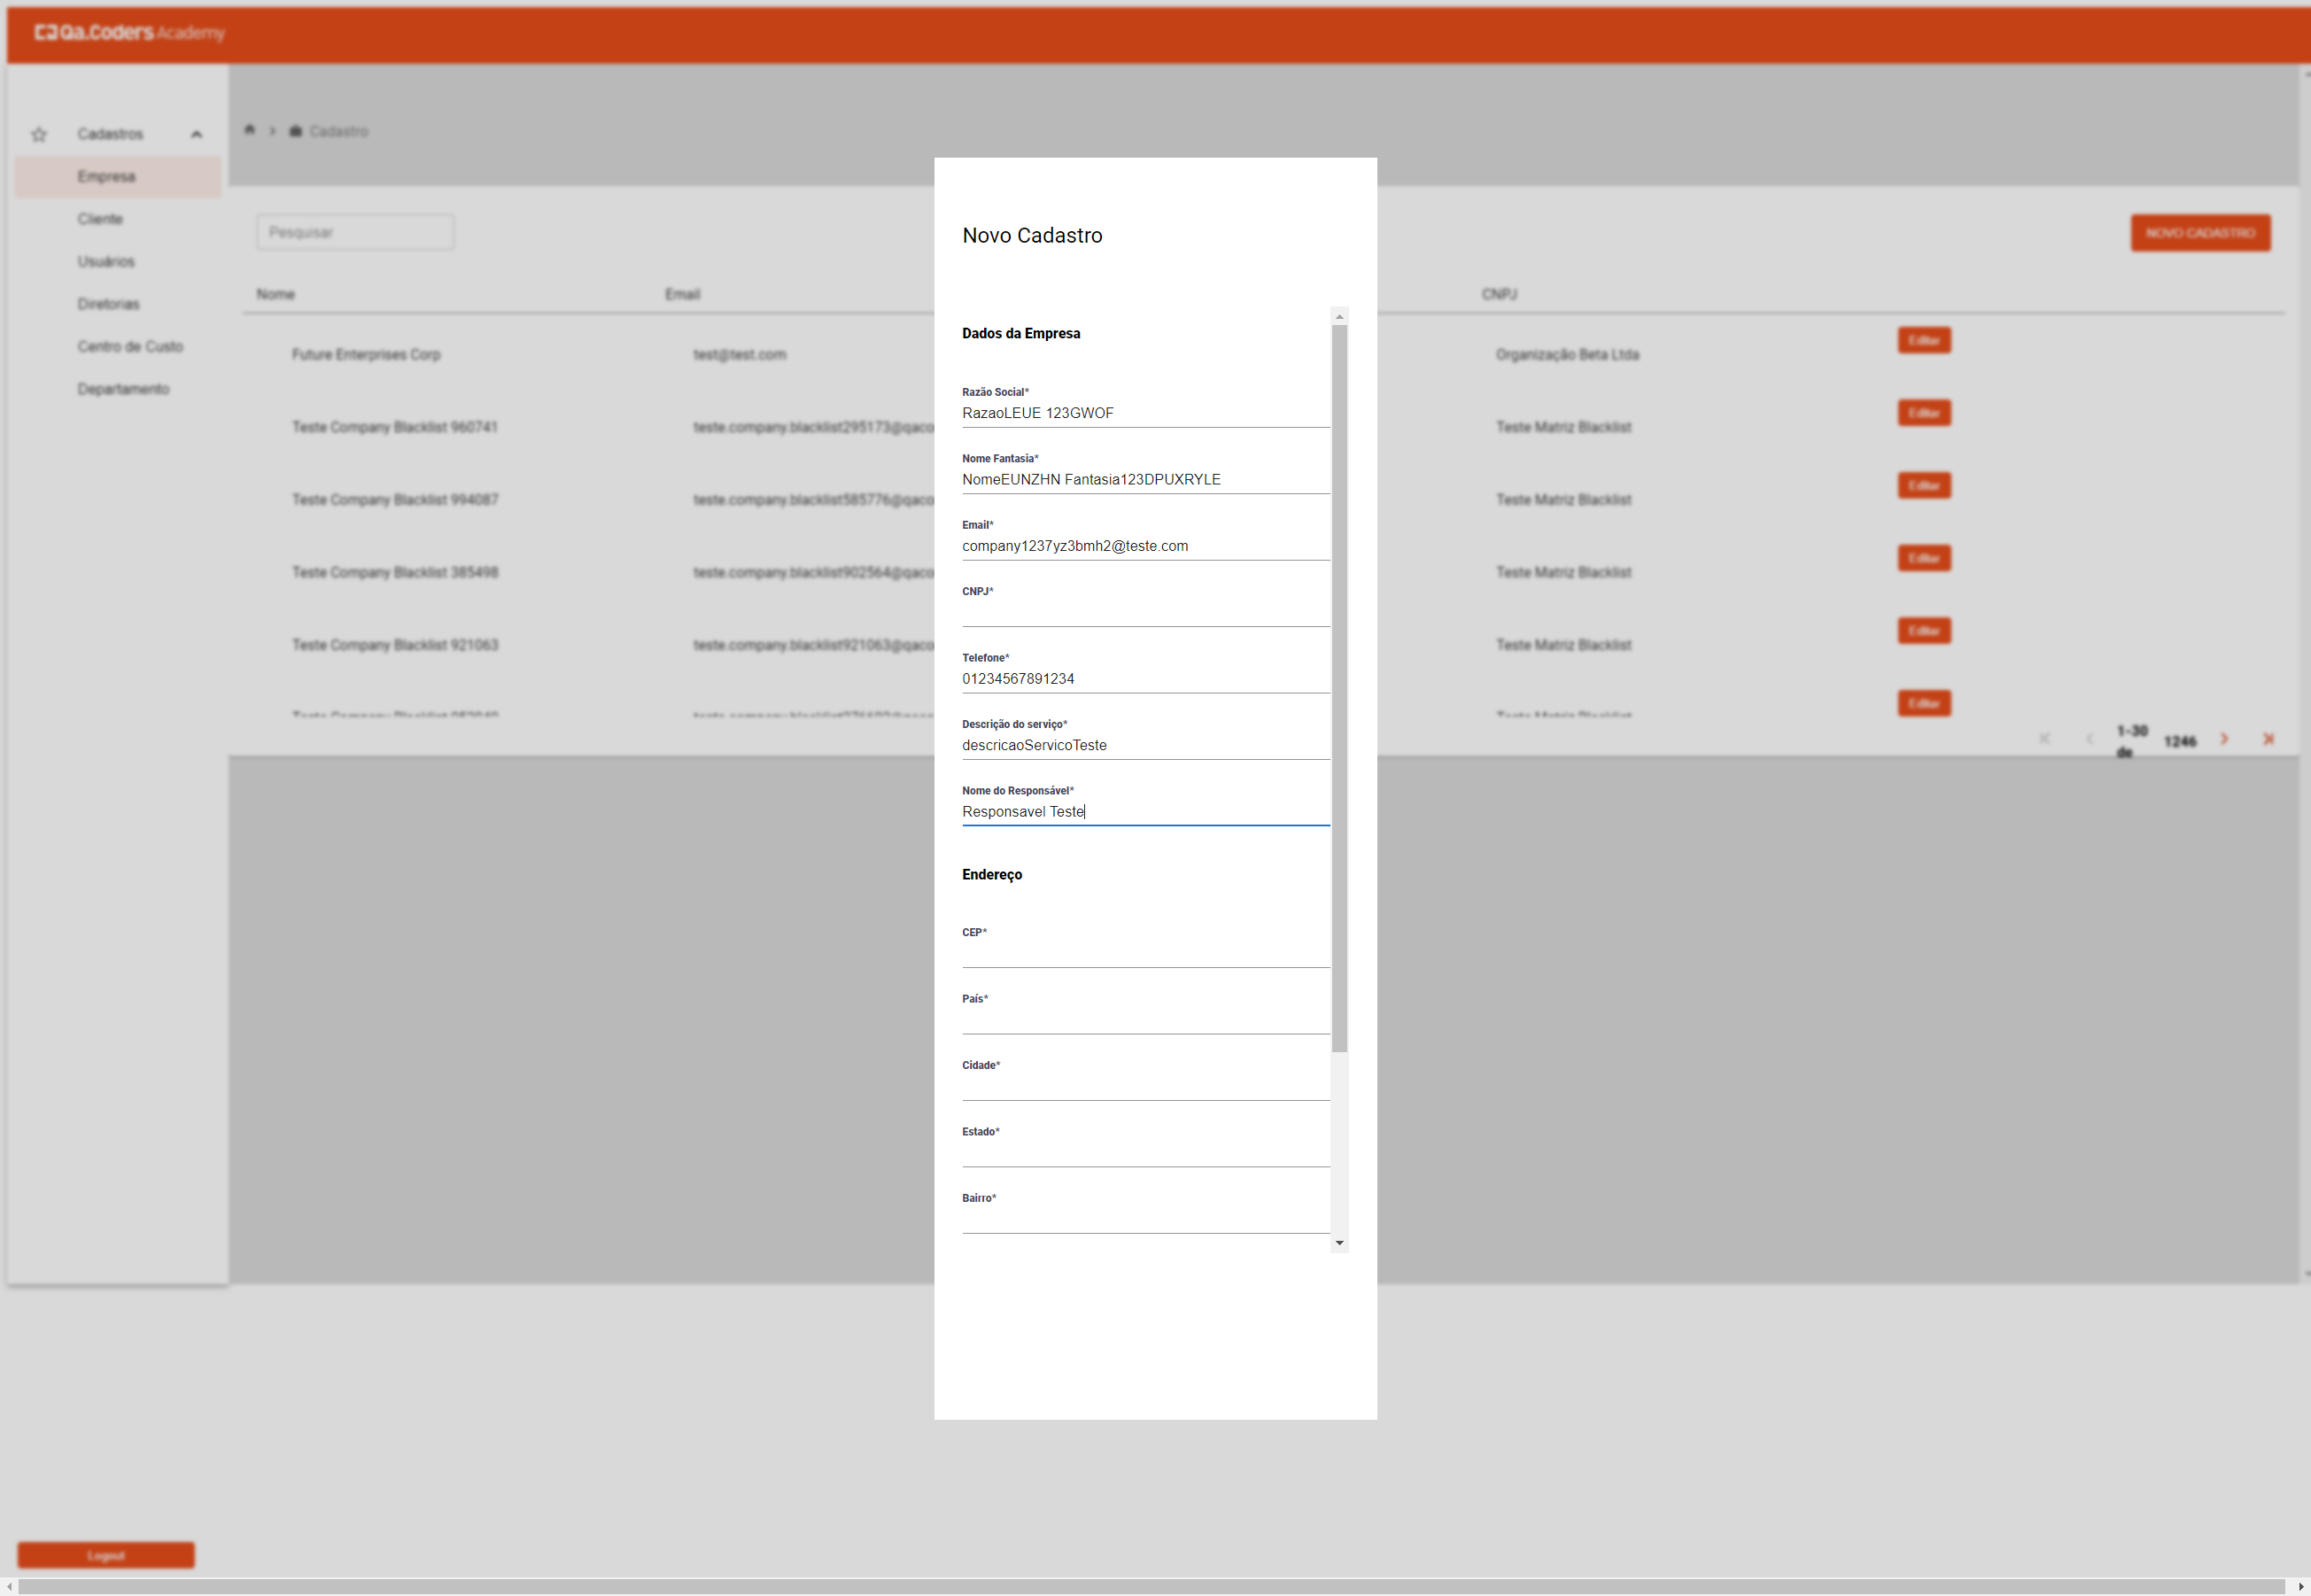 Qa.Coders Academy
Cadastros
Empresa
Cliente
Usuários
Diretorias
Centro de Custo
Departamento
Cadastro
Pesquisar
NOVO CADASTRO
Nome Email CNPJ
Future Enterprises Corp test@test.com Organização Beta Ltda Editar
Teste Company Blacklist 960741 teste.company.blacklist295173@qaco Teste Matriz Blacklist Editar
Teste Company Blacklist 994087 teste.company.blacklist585776@qaco Teste Matriz Blacklist Editar
Teste Company Blacklist 385498 teste.company.blacklist902564@qaco Teste Matriz Blacklist Editar
Teste Company Blacklist 921063 teste.company.blacklist921063@qaco Teste Matriz Blacklist Editar
Teste Company Blacklist Teste Matriz Blacklist Editar
1-30 de 1246
Novo Cadastro
Dados da Empresa
Razão Social*
RazaoLEUE 123GWOF
Nome Fantasia*
NomeEUNZHN Fantasia123DPUXRYLE
Email*
company1237yz3bmh2@teste.com
CNPJ*
Telefone*
01234567891234
Descrição do serviço*
descricaoServicoTeste
Nome do Responsável*
Responsavel Teste
Endereço
CEP*
País*
Cidade*
Estado*
Bairro*
Logout